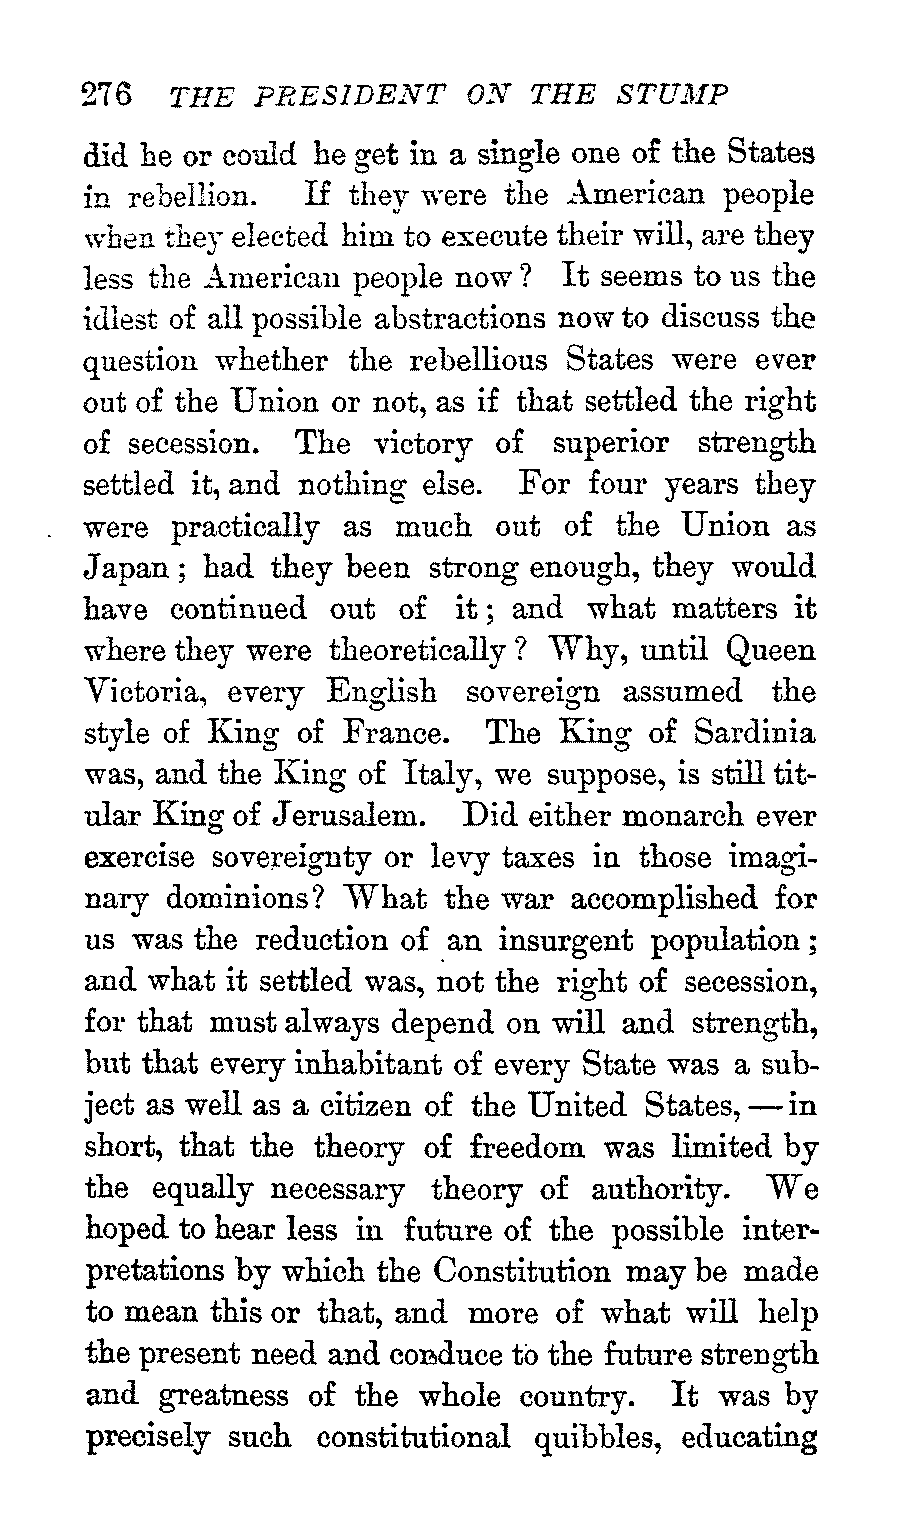 276 THE PRESIDENT ON THE STUMP
did he or could he get in a single one of the States
in rebellion. If they were the American people
when they elected him to execute their will, are they
less the American people now? It seems to us the
idlest of all possible abstractions now to discuss the
question whether the rebellious States were ever
out of the Union or not, as if that settled the right
of secession. The victory of superior strength
settled it, and nothing else. For four years they
were practically as much out of the Union as
Japan; had they been strong enough, they would
have continued out of it; and what matters it
where they were theoretically? Why, until Queen
Victoria, every English sovereign assumed the
style of King of France. The King of Sardinia
was, and the King of Italy, we suppose, is still tit-
ular King of Jerusalem. Did either monarch ever
exercise sovereignty or levy taxes in those imagi-
nary dominions? What the war accomplished for
us was the reduction of an insurgent population;
and what it settled was, not the right of secession,
for that must always depend on will and strength,
but that every inhabitant of every State was a sub-
ject as well as a citizen of the United States, — in
short, that the theory of freedom was limited by
the equally necessary theory of authority. We
hoped to hear less in future of the possible inter-
pretations by which the Constitution may be made
to mean this or that, and more of what will help
the present need and conduce to the future strength
and greatness of the whole country. It was by
precisely such constitutional quibbles, educating